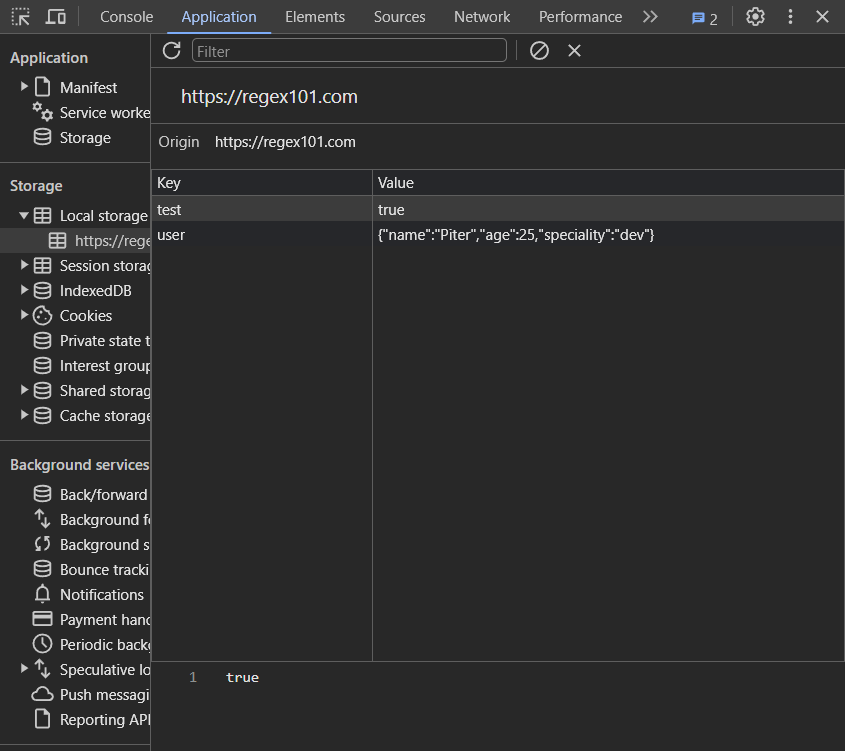 Console Application Elements Sources Network Performance 2
Application
Manifest
Service worke
Storage
Storage
Local storage
https://rege
Session storag
IndexedDB
Cookies
Private state t
Interest group
Shared storag
Cache storage
Background services
Back/forward
Background fe
Background s
Bounce tracki
Notifications
Payment hand
Periodic backg
Speculative lo
Push messagi
Reporting API
Filter
https://regex101.com
Origin https://regex101.com
Key Value
test true
user {"name":"Piter","age":25,"speciality":"dev"}
1 true